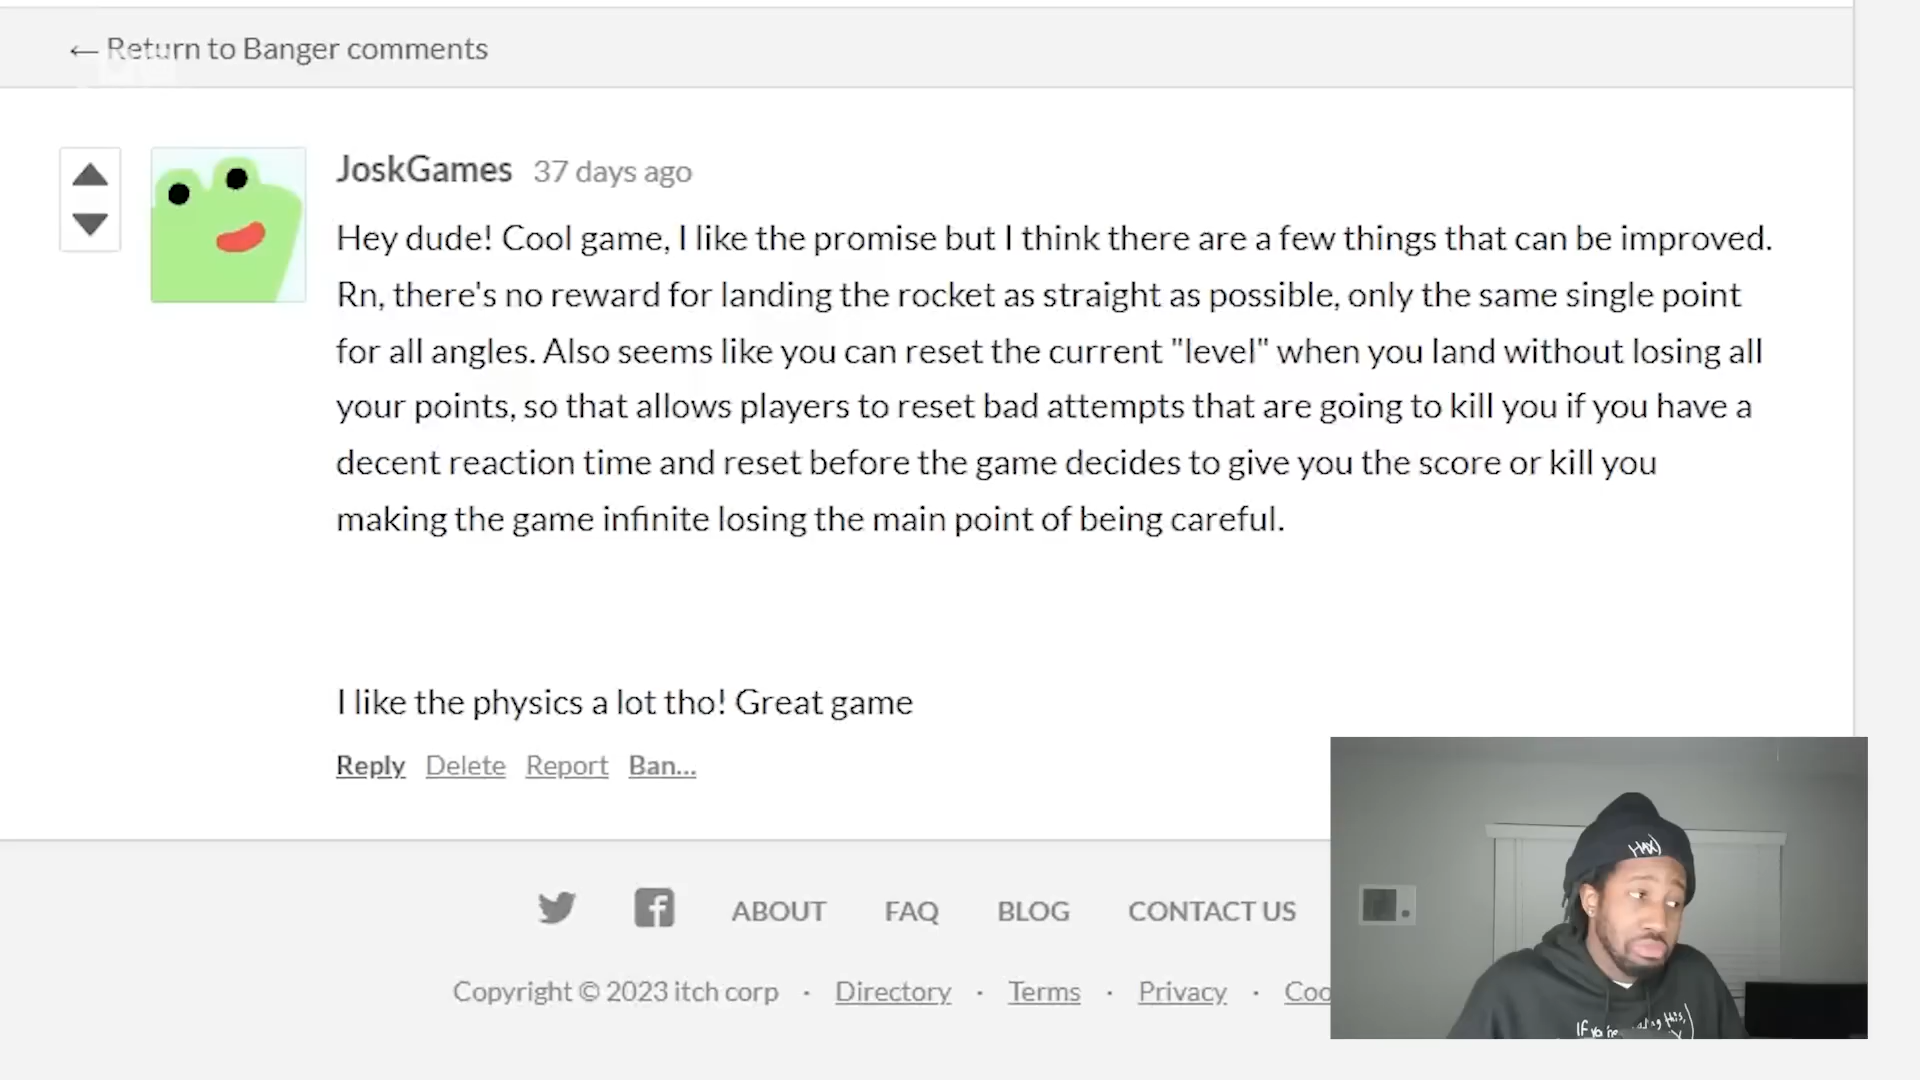 ← Return to Banger comments
JoskGames 37 days ago
Hey dude! Cool game, I like the promise but I think there are a few things that can be improved.
Rn, there's no reward for landing the rocket as straight as possible, only the same single point
for all angles. Also seems like you can reset the current "level" when you land without losing all
your points, so that allows players to reset bad attempts that are going to kill you if you have a
decent reaction time and reset before the game decides to give you the score or kill you
making the game infinite losing the main point of being careful.
I like the physics a lot tho! Great game
Reply Delete Report Ban...
HAX)
ABOUT FAQ BLOG CONTACT US
Copyright © 2023 itch corp · Directory · Terms · Privacy · Coo
If you're this,